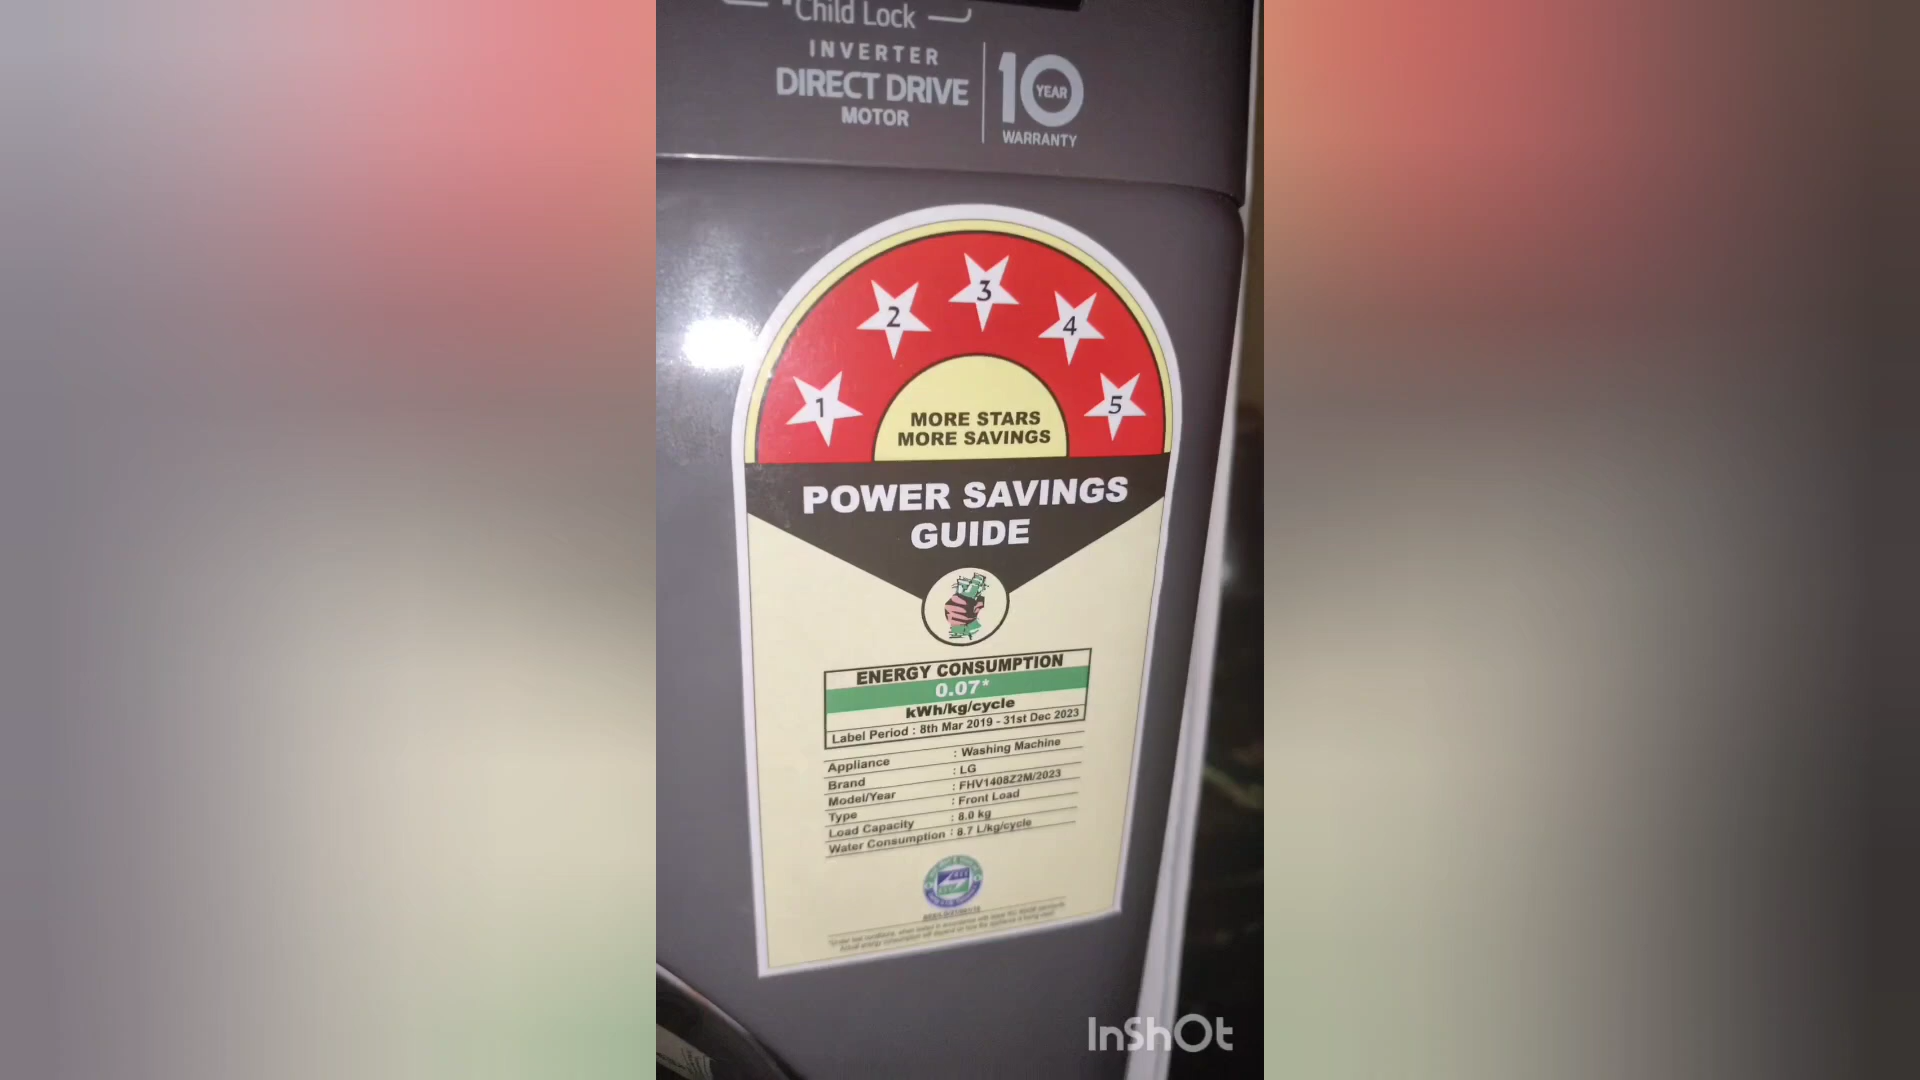 Child Lock
INVERTER
DIRECT DRIVE
MOTOR
10
YEAR
WARRANTY
1
2
3
4
5
MORE STARS
MORE SAVINGS
POWER SAVINGS
GUIDE
ENERGY CONSUMPTION
0.07*
kWh/kg/cycle
Label Period : 8th Mar 2019 - 31st Dec 2023
Appliance : Washing Machine
Brand : LG
Model/Year : FHV1408Z2M/2023
Type : Front Load
Load Capacity : 8.0 kg
Water Consumption : 8.7 L/kg/cycle
InShOt